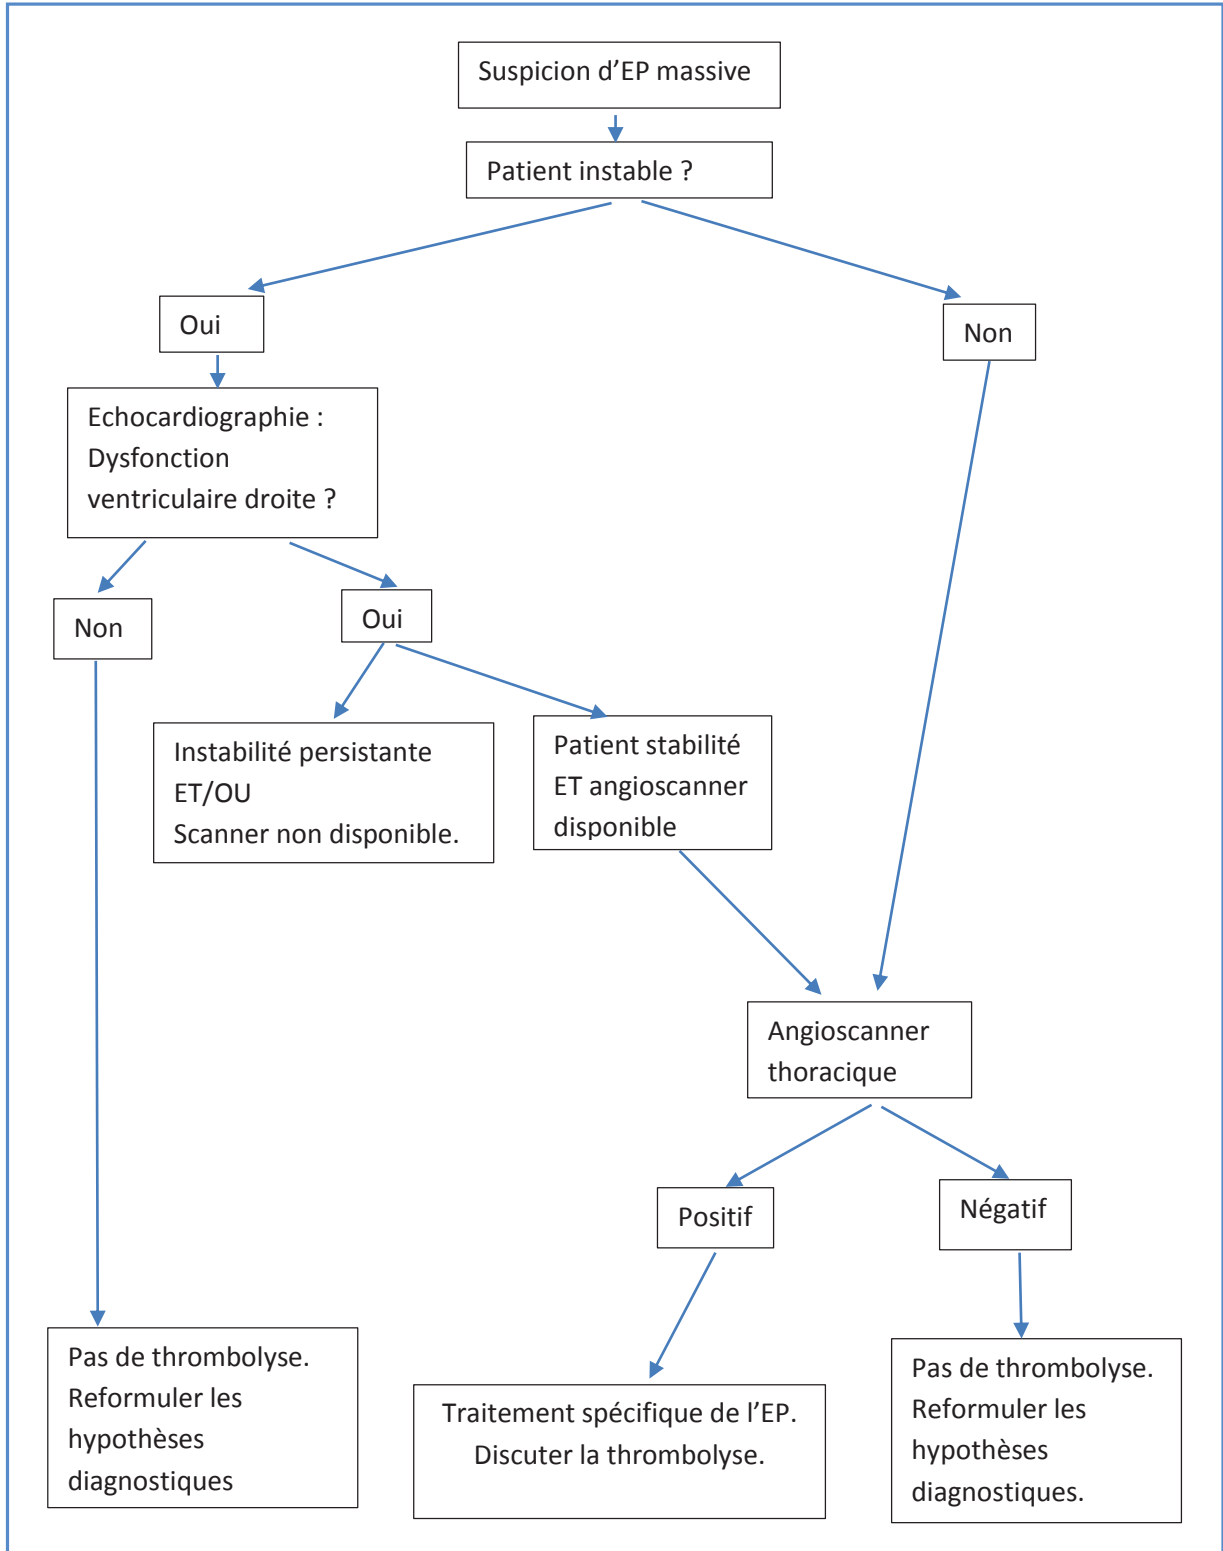 Suspicion d’EP massive
Patient instable ?
Oui
Non
Echocardiographie :
Dysfonction
ventriculaire droite ?
Non
Oui
Instabilité persistante
ET/OU
Scanner non disponible.
Patient stabilité
ET angioscanner
disponible
Angioscanner
thoracique
Positif
Négatif
Pas de thrombolyse.
Reformuler les
hypothèses
diagnostiques
Traitement spécifique de l’EP.
Discuter la thrombolyse.
Pas de thrombolyse.
Reformuler les
hypothèses
diagnostiques.